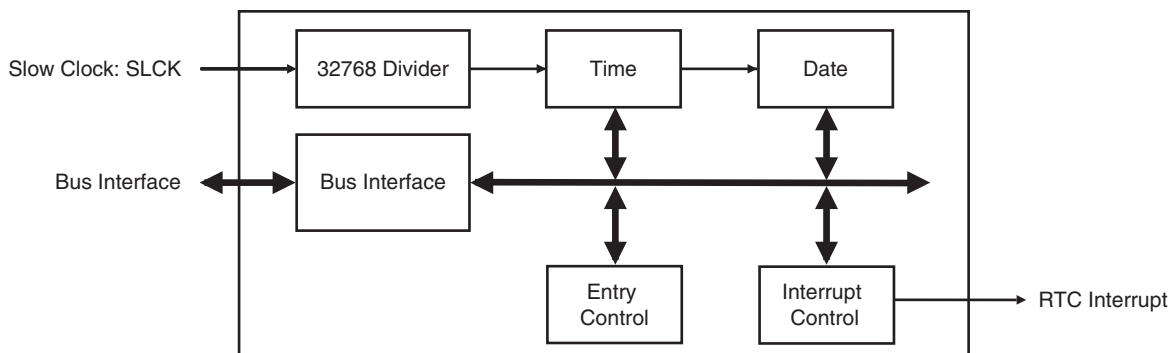 Slow Clock: SLCK
32768 Divider
Time
Date
Bus Interface
Bus Interface
Entry
Control
Interrupt
Control
RTC Interrupt